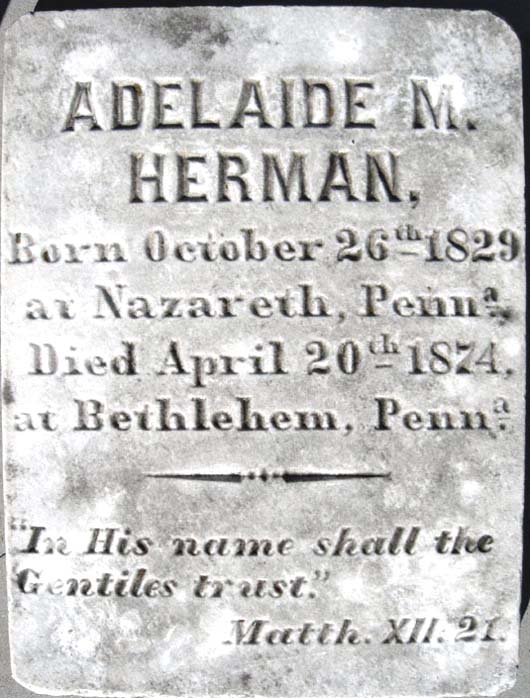 ADELAIDE M.
HERMAN,
Born October 26th 1829
at Nazareth, Penna.
Died April 20th 1874,
at Bethlehem, Penna.
"In His name shall the
Gentiles trust."
Matth. XII. 21.